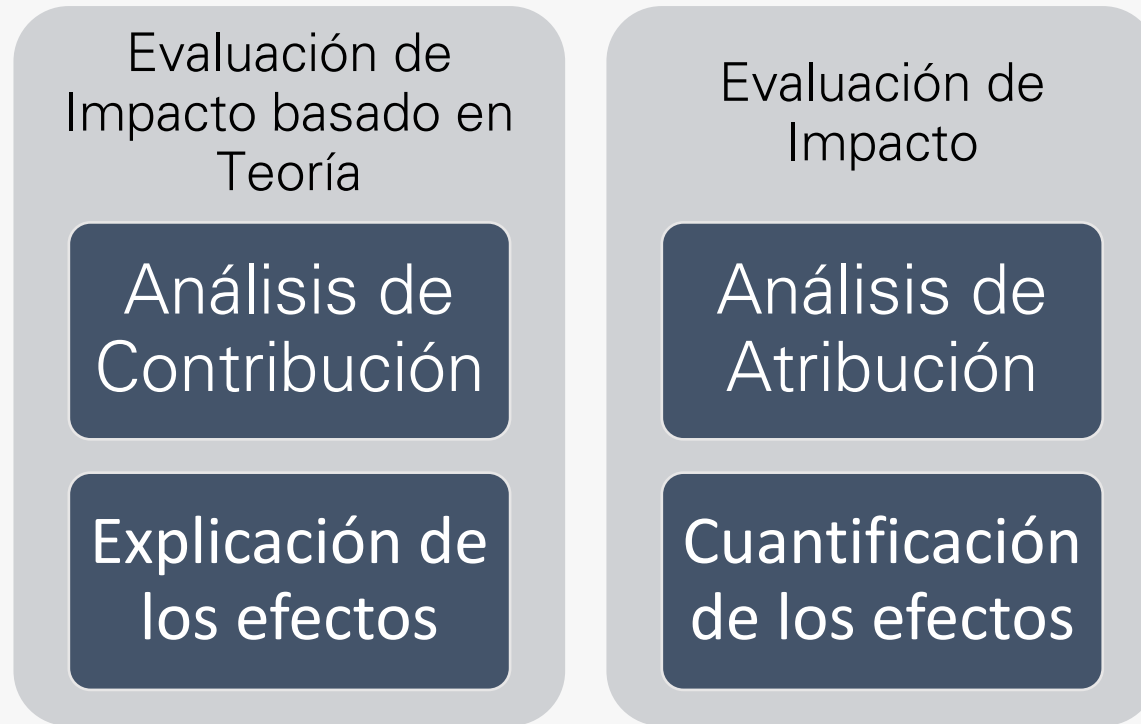 Evaluación de
Impacto basado en
Teoría
Análisis de
Contribución
Explicación de
los efectos
Evaluación de
Impacto
Análisis de
Atribución
Cuantificación
de los efectos